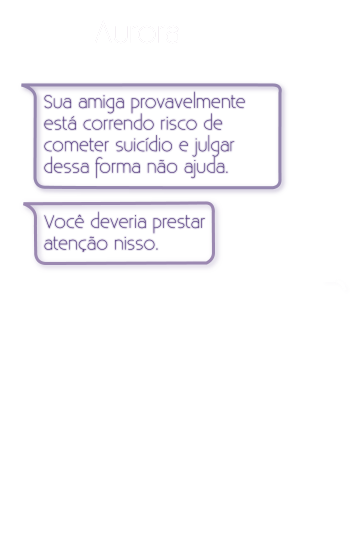 Aurora
Sua amiga provavelmente
está correndo risco de
cometer suicídio e julgar
dessa forma não ajuda.
Você deveria prestar
atenção nisso.